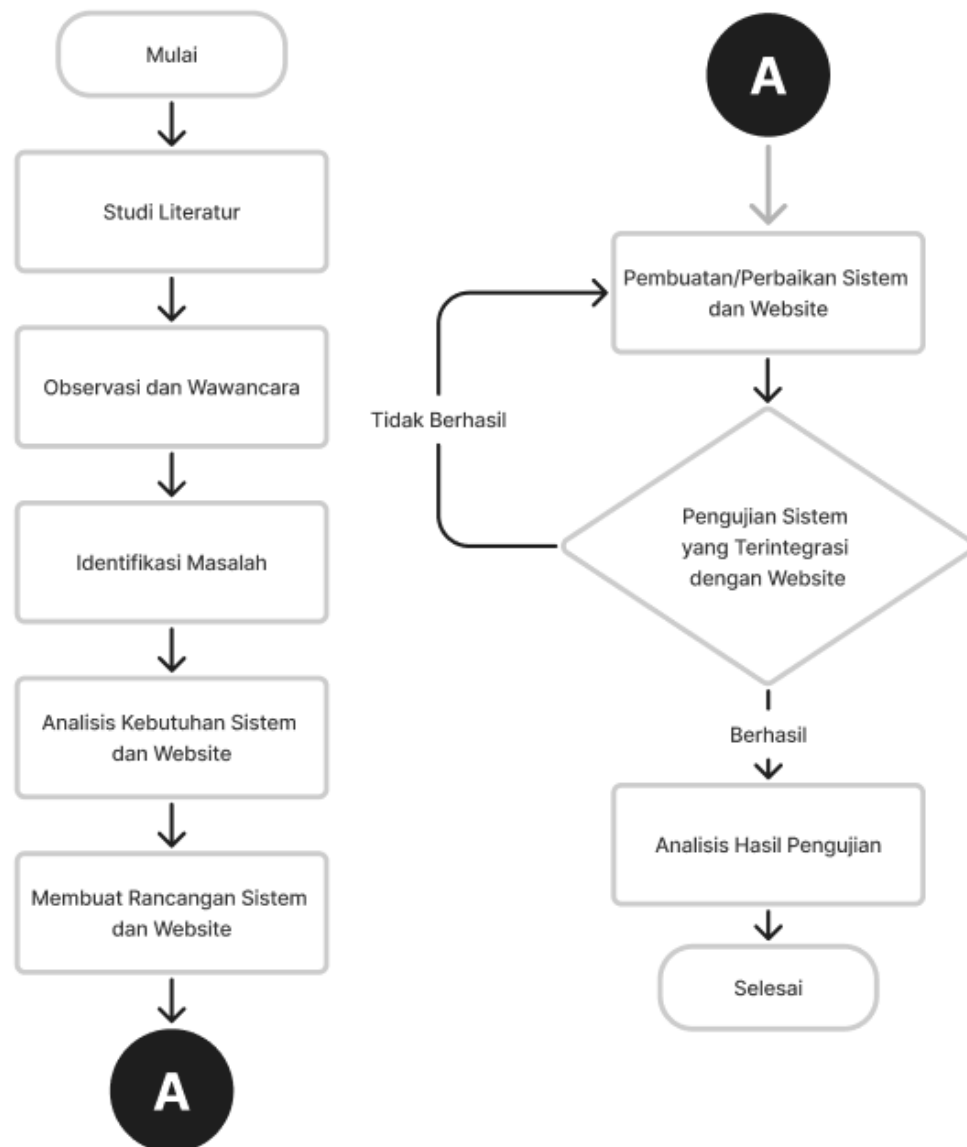 Mulai
Studi Literatur
Observasi dan Wawancara
Identifikasi Masalah
Analisis Kebutuhan Sistem
dan Website
Membuat Rancangan Sistem
dan Website
A
A
Pembuatan/Perbaikan Sistem
dan Website
Tidak Berhasil
Pengujian Sistem
yang Terintegrasi
dengan Website
Berhasil
Analisis Hasil Pengujian
Selesai